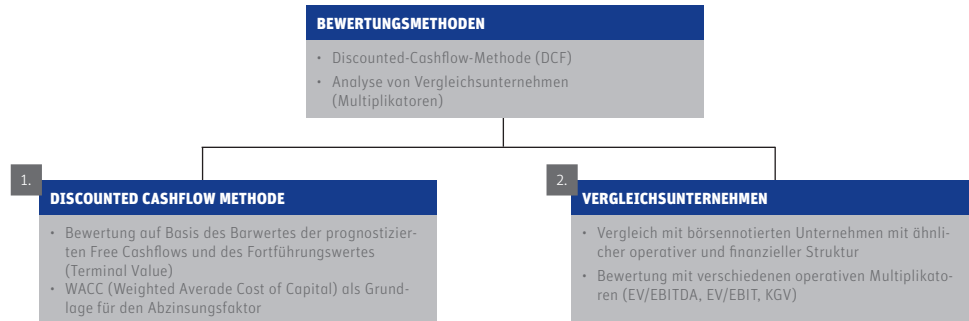 BEWERTUNGSMETHODEN
• Discounted-Cashflow-Methode (DCF)
• Analyse von Vergleichsunternehmen
(Multiplikatoren)
1.
DISCOUNTED CASHFLOW METHODE
• Bewertung auf Basis des Barwertes der prognostizier-
ten Free Cashflows und des Fortführungswertes
(Terminal Value)
• WACC (Weighted Averade Cost of Capital) als Grund-
lage für den Abzinsungsfaktor
2.
VERGLEICHSUNTERNEHMEN
• Vergleich mit börsennotierten Unternehmen mit ähnli-
cher operativer und finanzieller Struktur
• Bewertung mit verschiedenen operativen Multiplikato-
ren (EV/EBITDA, EV/EBIT, KGV)